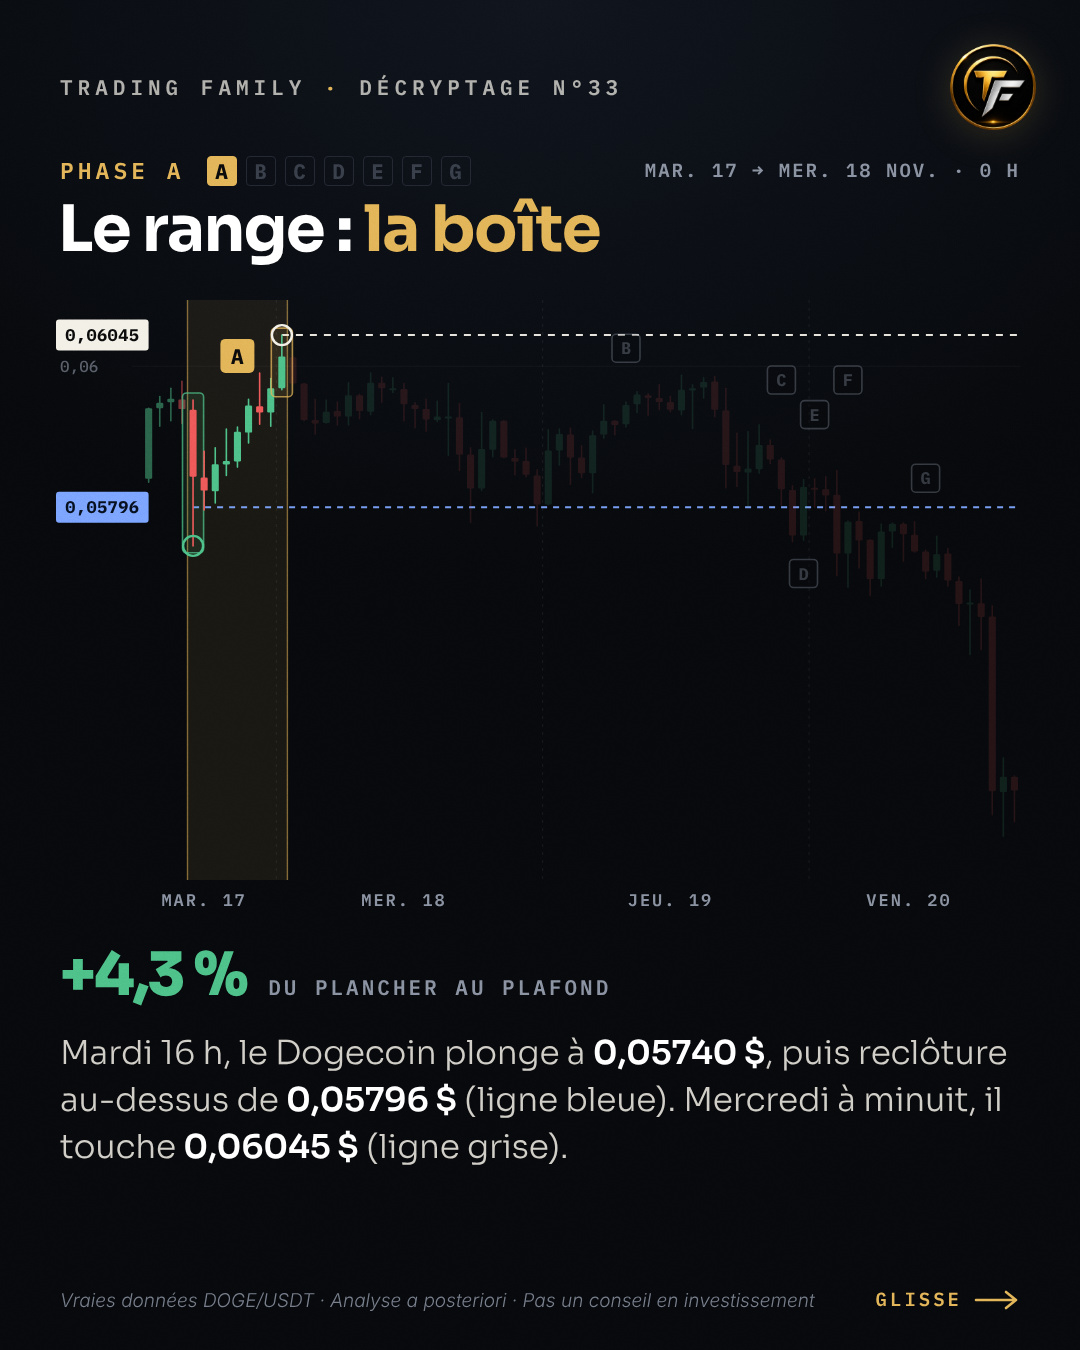 TRADING FAMILY · DÉCRYPTAGE N°33
TF
PHASE A A B C D E F G
MAR. 17 → MER. 18 NOV. · 0 H
Le range : la boîte
0,06045
0,06
A
B
C
F
E
G
0,05796
D
MAR. 17
MER. 18
JEU. 19
VEN. 20
+4,3 % DU PLANCHER AU PLAFOND
Mardi 16 h, le Dogecoin plonge à 0,05740 $, puis reclôture
au-dessus de 0,05796 $ (ligne bleue). Mercredi à minuit, il
touche 0,06045 $ (ligne grise).
Vraies données DOGE/USDT · Analyse a posteriori · Pas un conseil en investissement
GLISSE →